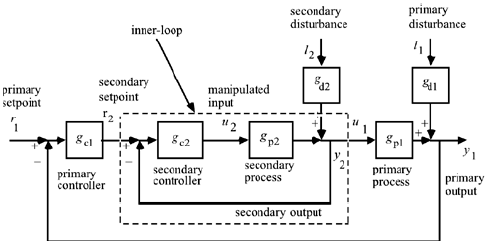 secondary
disturbance
primary
disturbance
inner-loop
l2
l1
primary
setpoint
secondary
setpoint
manipulated
input
gd2
gd1
r1
r2
u2
u1
+
−
gc1
+
−
gc2
gp2
+
+
y2
gp1
+
+
y1
primary
controller
secondary
controller
secondary
process
primary
process
primary
output
secondary output